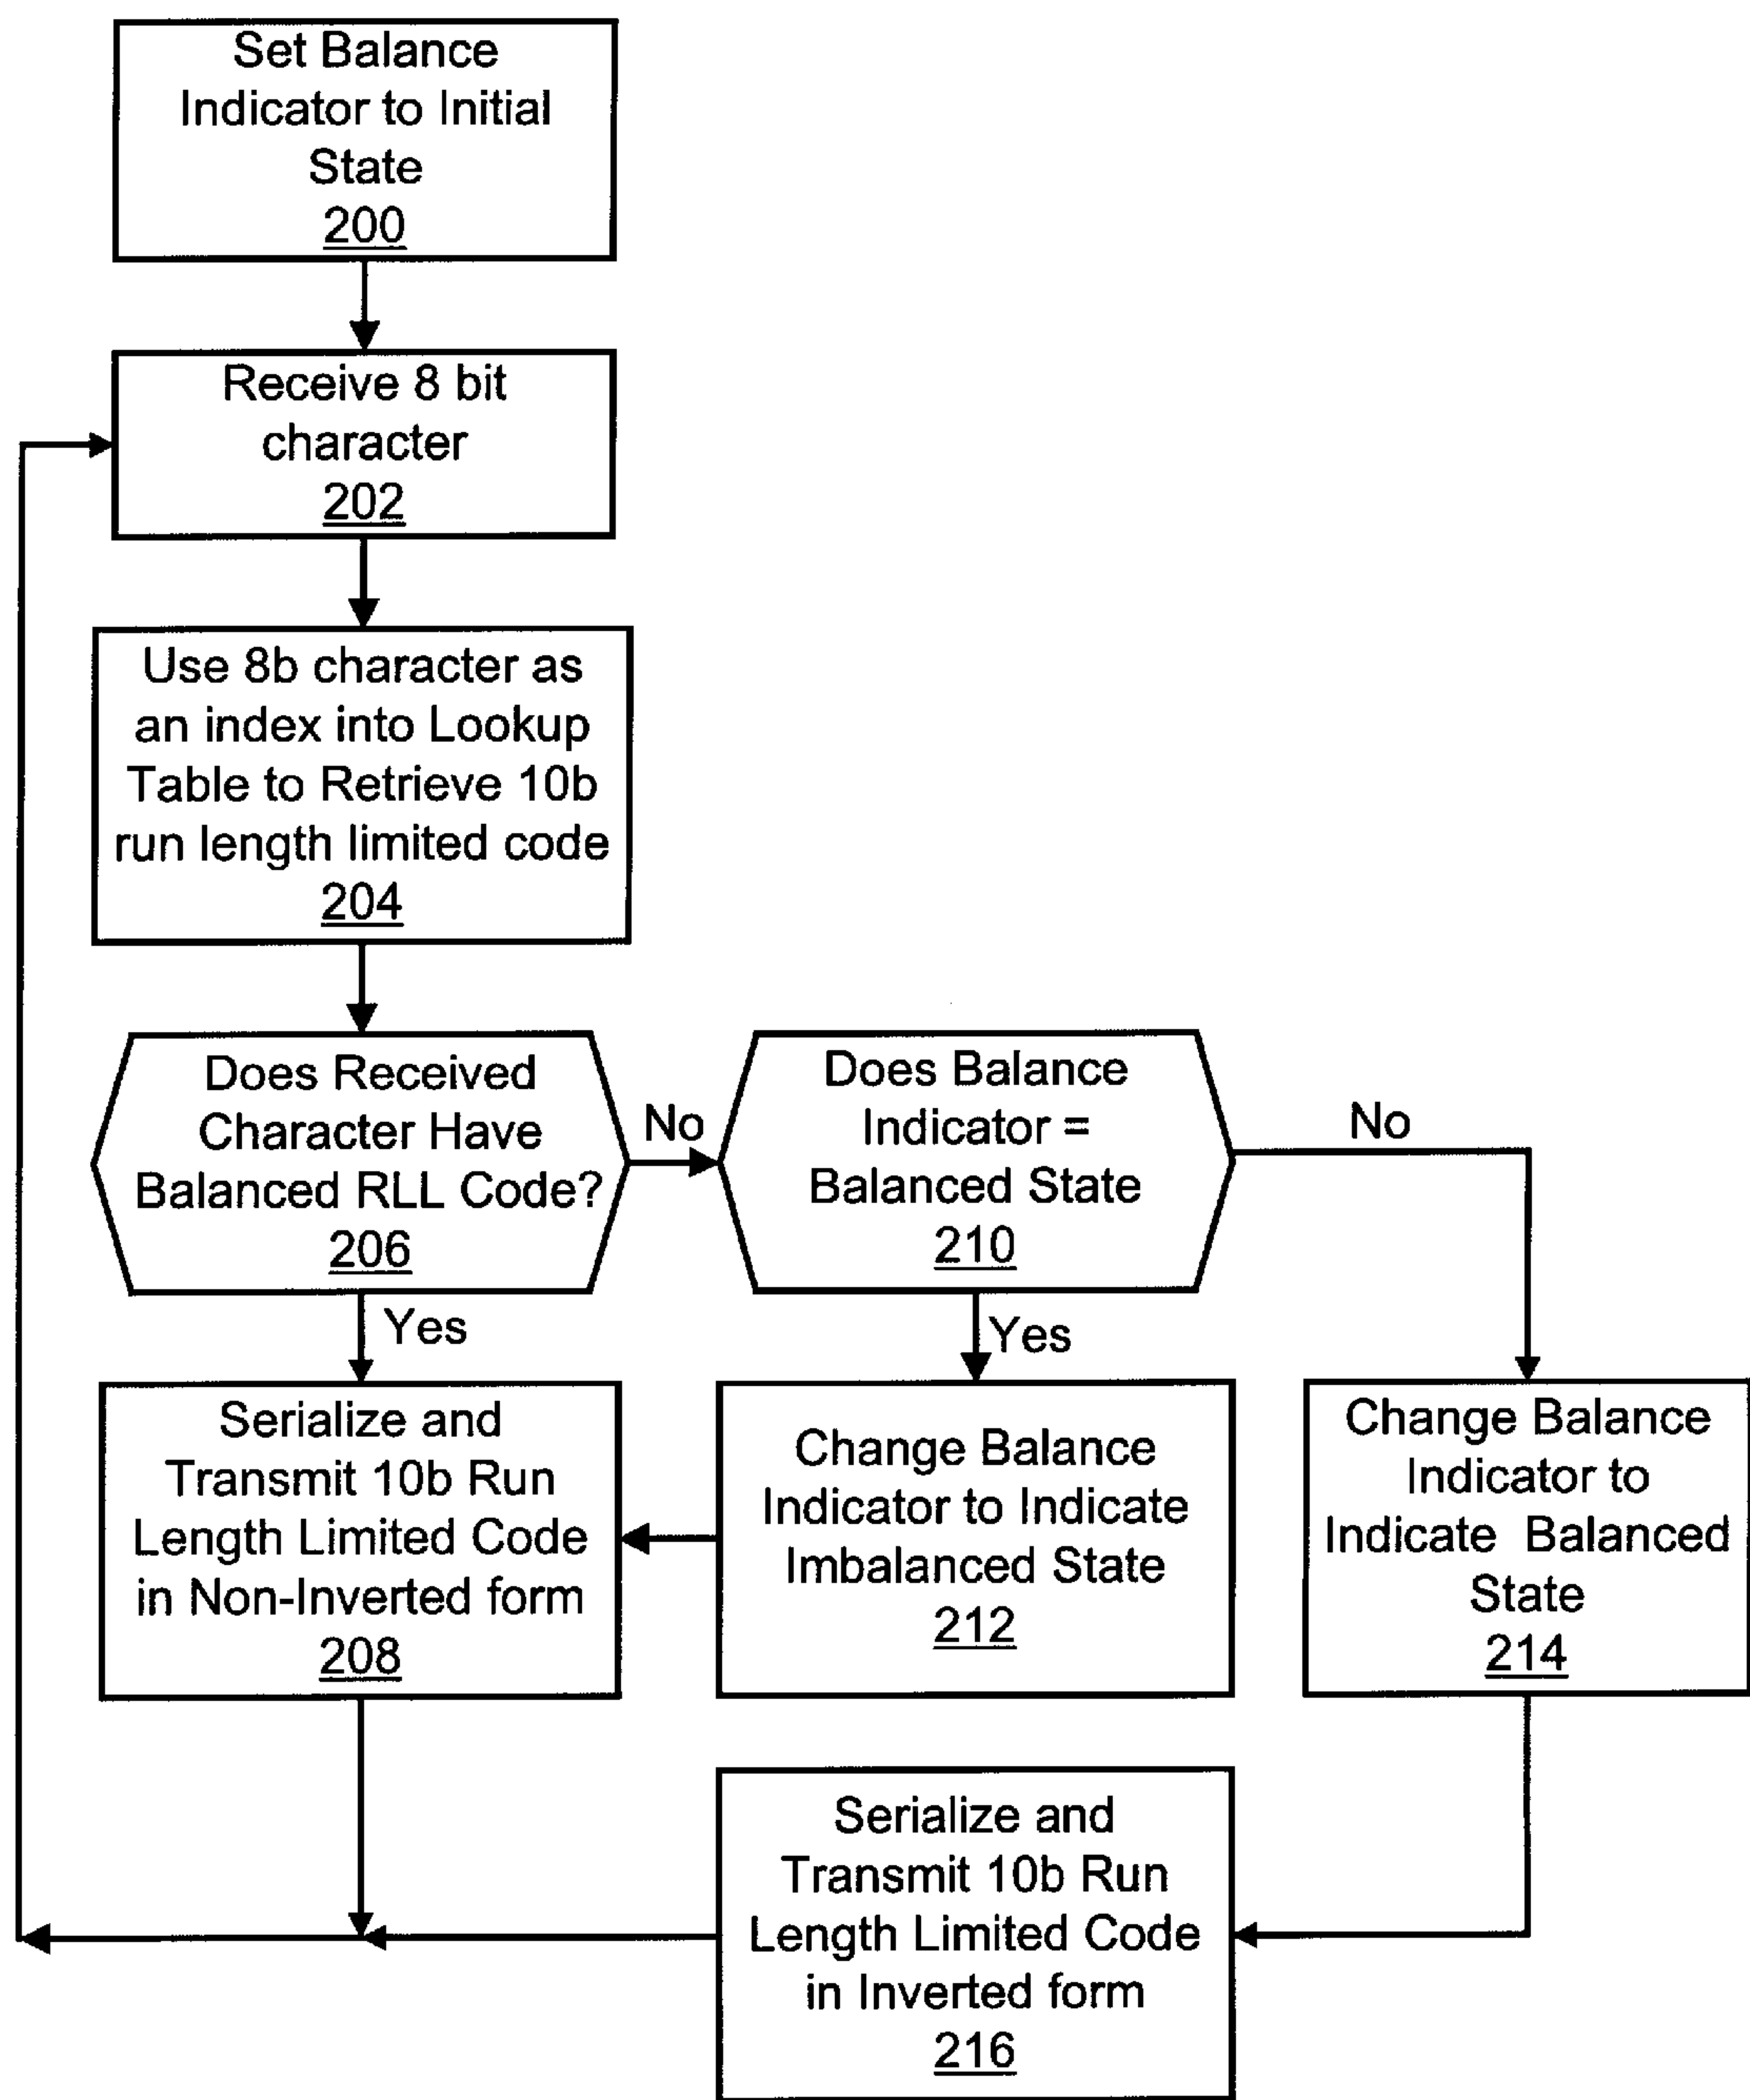 Set Balance
Indicator to Initial
State
200
Receive 8 bit
character
202
Use 8b character as
an index into Lookup
Table to Retrieve 10b
run length limited code
204
Does Received
Character Have
Balanced RLL Code?
206
No
Does Balance
Indicator =
Balanced State
210
No
Yes
Yes
Serialize and
Transmit 10b Run
Length Limited Code
in Non-Inverted form
208
Change Balance
Indicator to Indicate
Imbalanced State
212
Change Balance
Indicator to
Indicate Balanced
State
214
Serialize and
Transmit 10b Run
Length Limited Code
in Inverted form
216